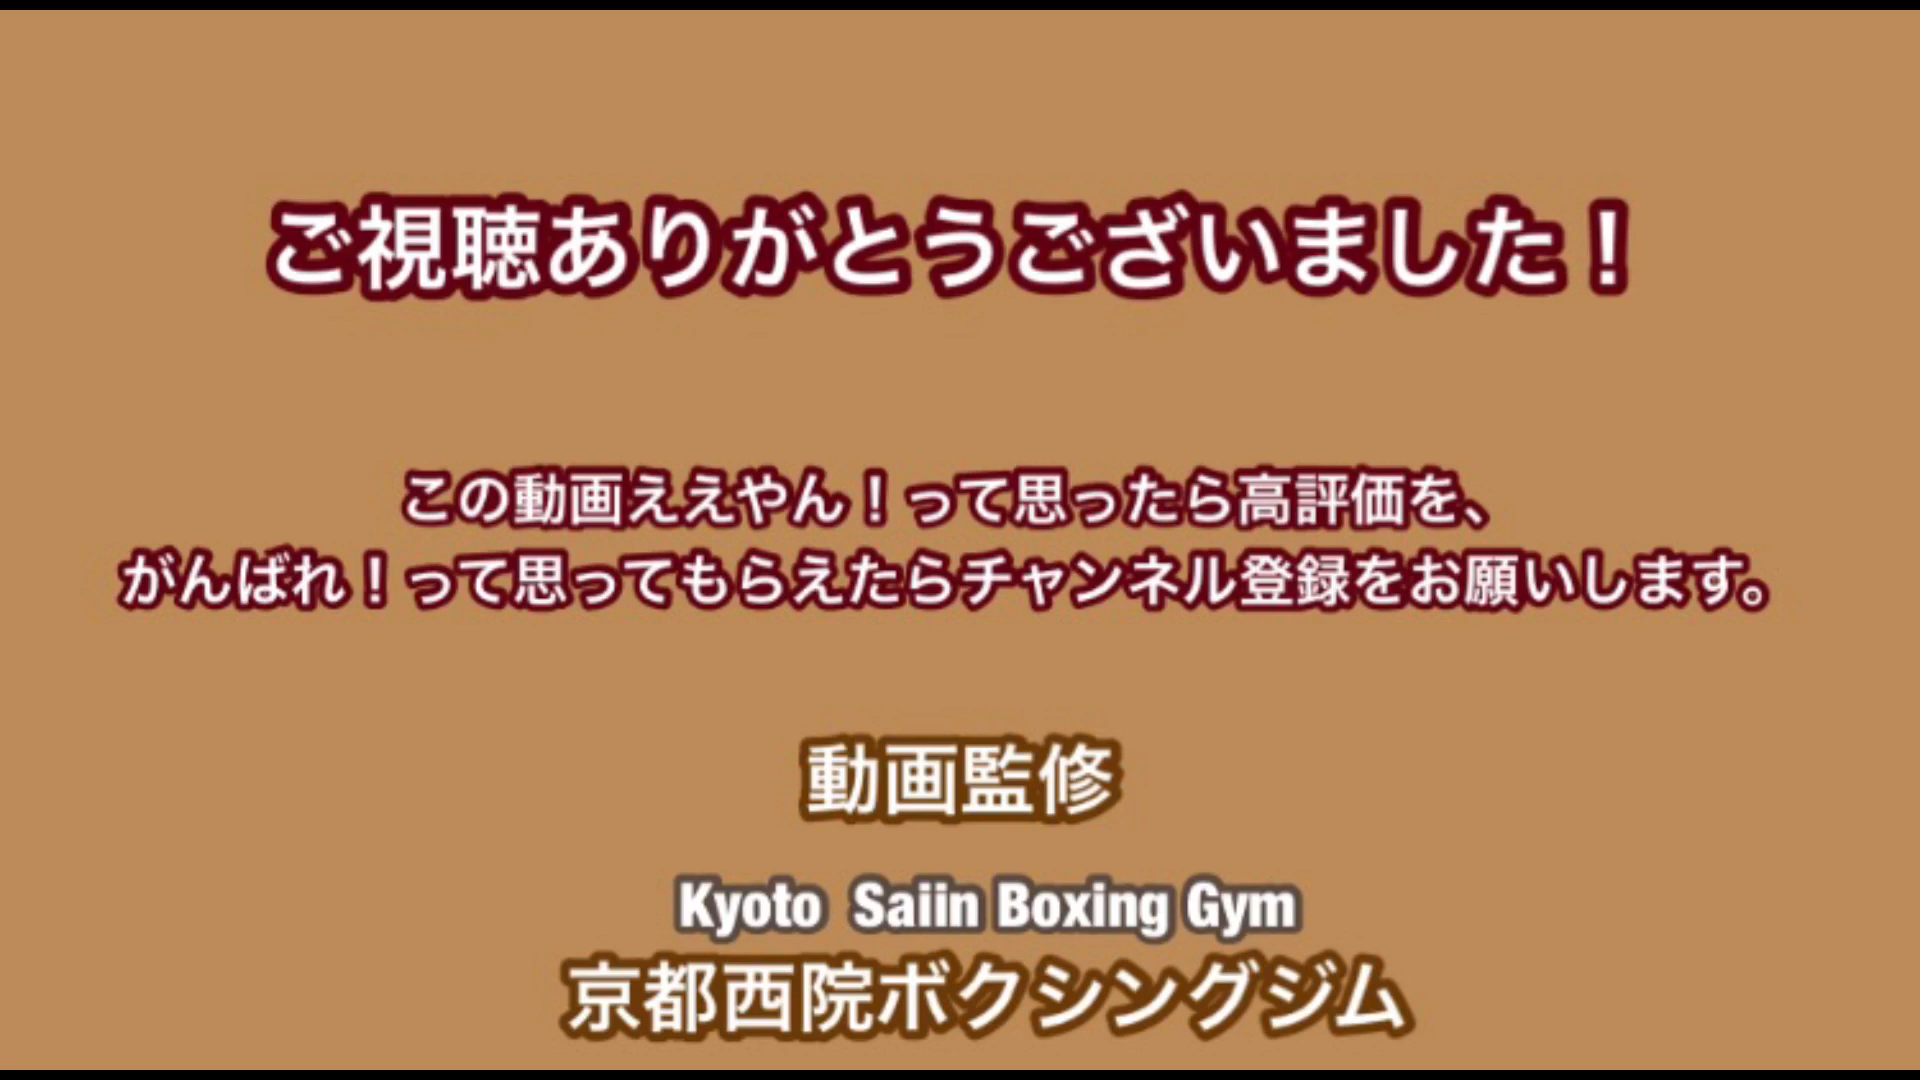 ご視聴ありがとうございました！
この動画ええやん！って思ったら高評価を、
がんばれ！って思ってもらえたらチャンネル登録をお願いします。
動画監修
Kyoto Saiin Boxing Gym
京都西院ボクシングジム